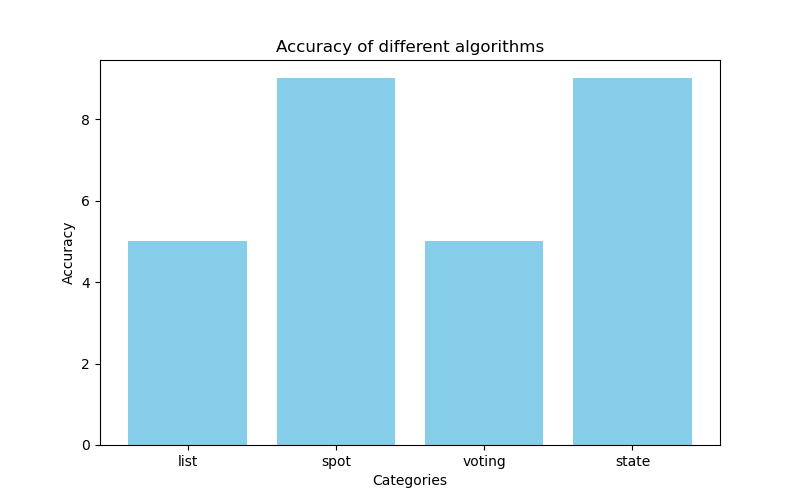 Accuracy of different algorithms
Accuracy
8
6
4
2
0
list spot voting state
Categories